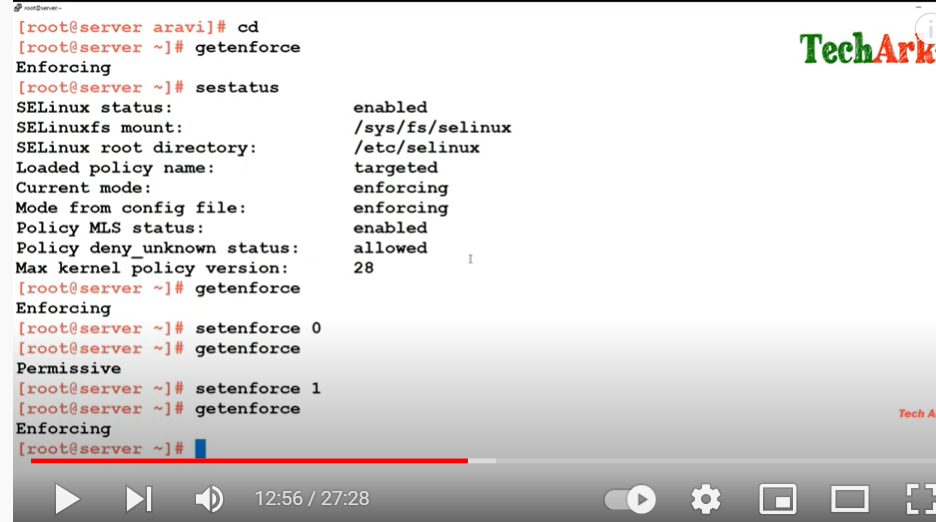 root@server:~
[root@server aravi]# cd
[root@server ~]# getenforce
Enforcing
[root@server ~]# sestatus
SELinux status: enabled
SELinuxfs mount: /sys/fs/selinux
SELinux root directory: /etc/selinux
Loaded policy name: targeted
Current mode: enforcing
Mode from config file: enforcing
Policy MLS status: enabled
Policy deny_unknown status: allowed
Max kernel policy version: 28
[root@server ~]# getenforce
Enforcing
[root@server ~]# setenforce 0
[root@server ~]# getenforce
Permissive
[root@server ~]# setenforce 1
[root@server ~]# getenforce
Enforcing
[root@server ~]#
TechArk
Tech A
12:56 / 27:28